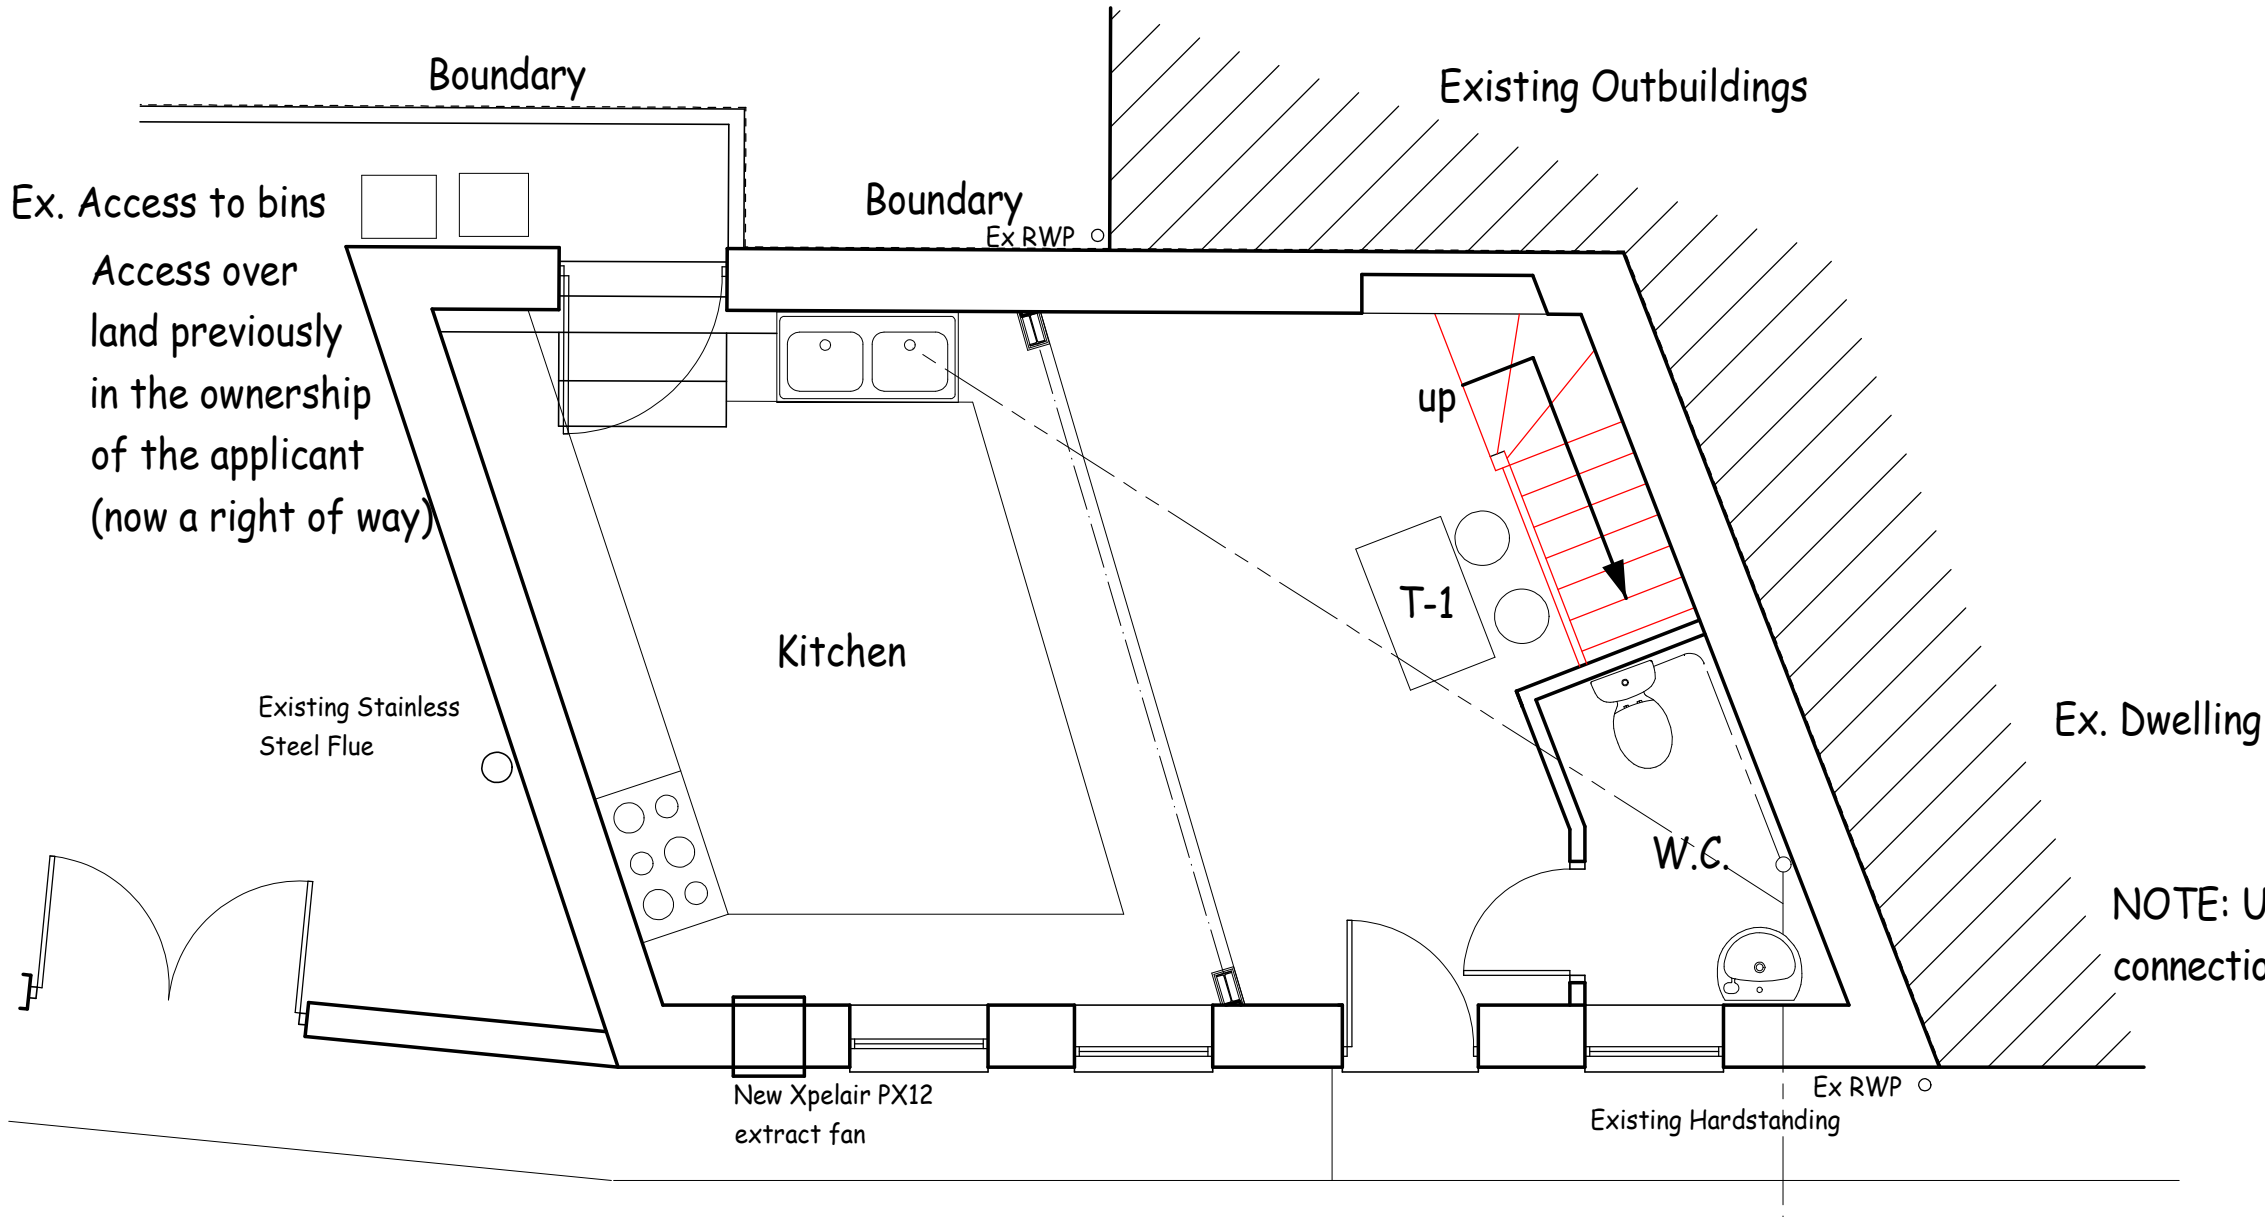 Boundary
Existing Outbuildings
Ex. Access to bins
Boundary
Ex RWP
Access over
land previously
in the ownership
of the applicant
(now a right of way)
up
T-1
Kitchen
Existing Stainless
Steel Flue
Ex. Dwelling
W.C.
NOTE: U
connectio
New Xpelair PX12
extract fan
Ex RWP
Existing Hardstanding